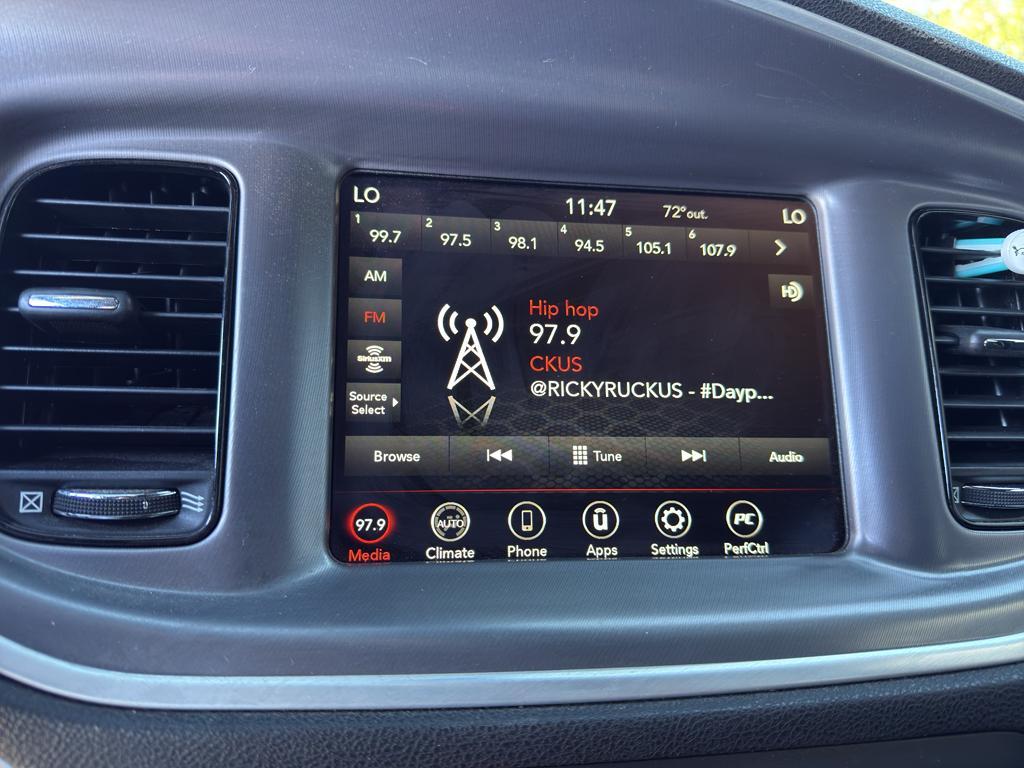 LO 11:47 72° out. LO
1 99.7 2 97.5 3 98.1 4 94.5 5 105.1 6 107.9
AM
HD
FM
Hip hop
97.9
SiriusXM
CKUS
Source
Select
@RICKYRUCKUS - #Dayp...
Browse Tune Audio
97.9 AUTO u PC
Media Climate Phone Apps Settings PerfCtrl